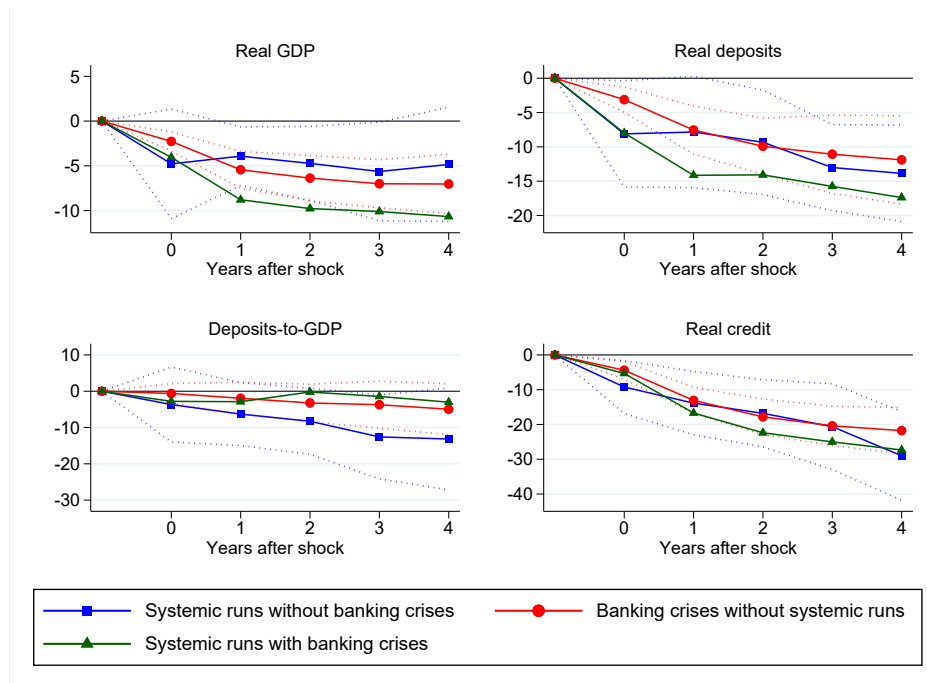 Real GDP
5
0
-5
-10
0 1 2 3 4
Years after shock
Real deposits
0
-5
-10
-15
-20
0 1 2 3 4
Years after shock
Deposits-to-GDP
10
0
-10
-20
-30
0 1 2 3 4
Years after shock
Real credit
0
-10
-20
-30
-40
0 1 2 3 4
Years after shock
Systemic runs without banking crises
Banking crises without systemic runs
Systemic runs with banking crises